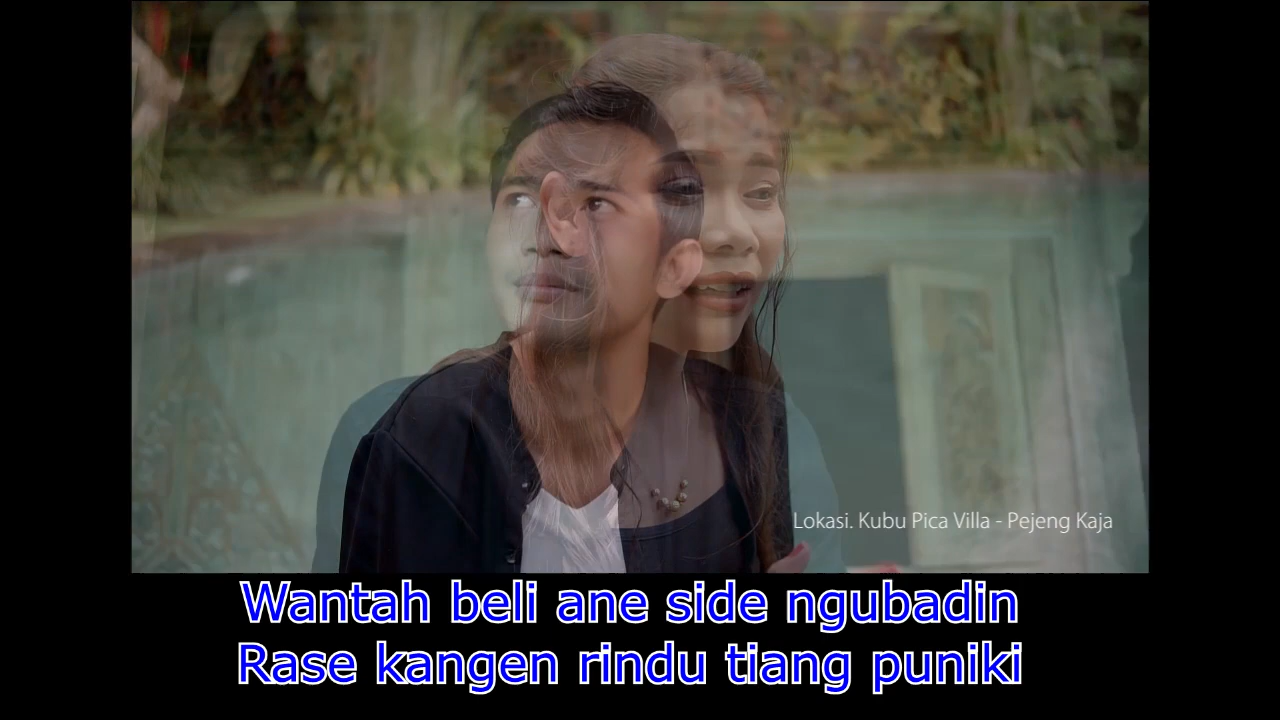 Lokasi. Kubu Pica Villa - Pejeng Kaja
Wantah beli ane side ngubadin
Rase kangen rindu tiang puniki